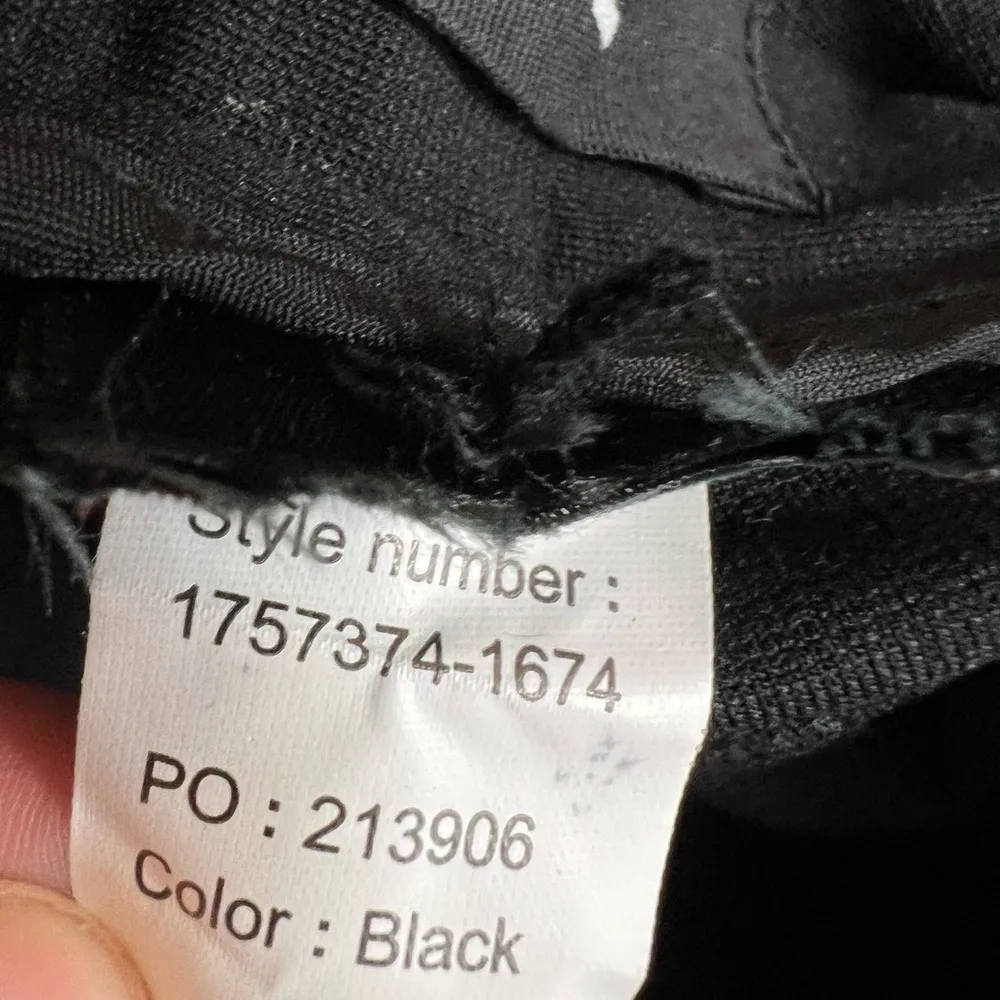 Style number :
1757374-1674
PO : 213906
Color : Black